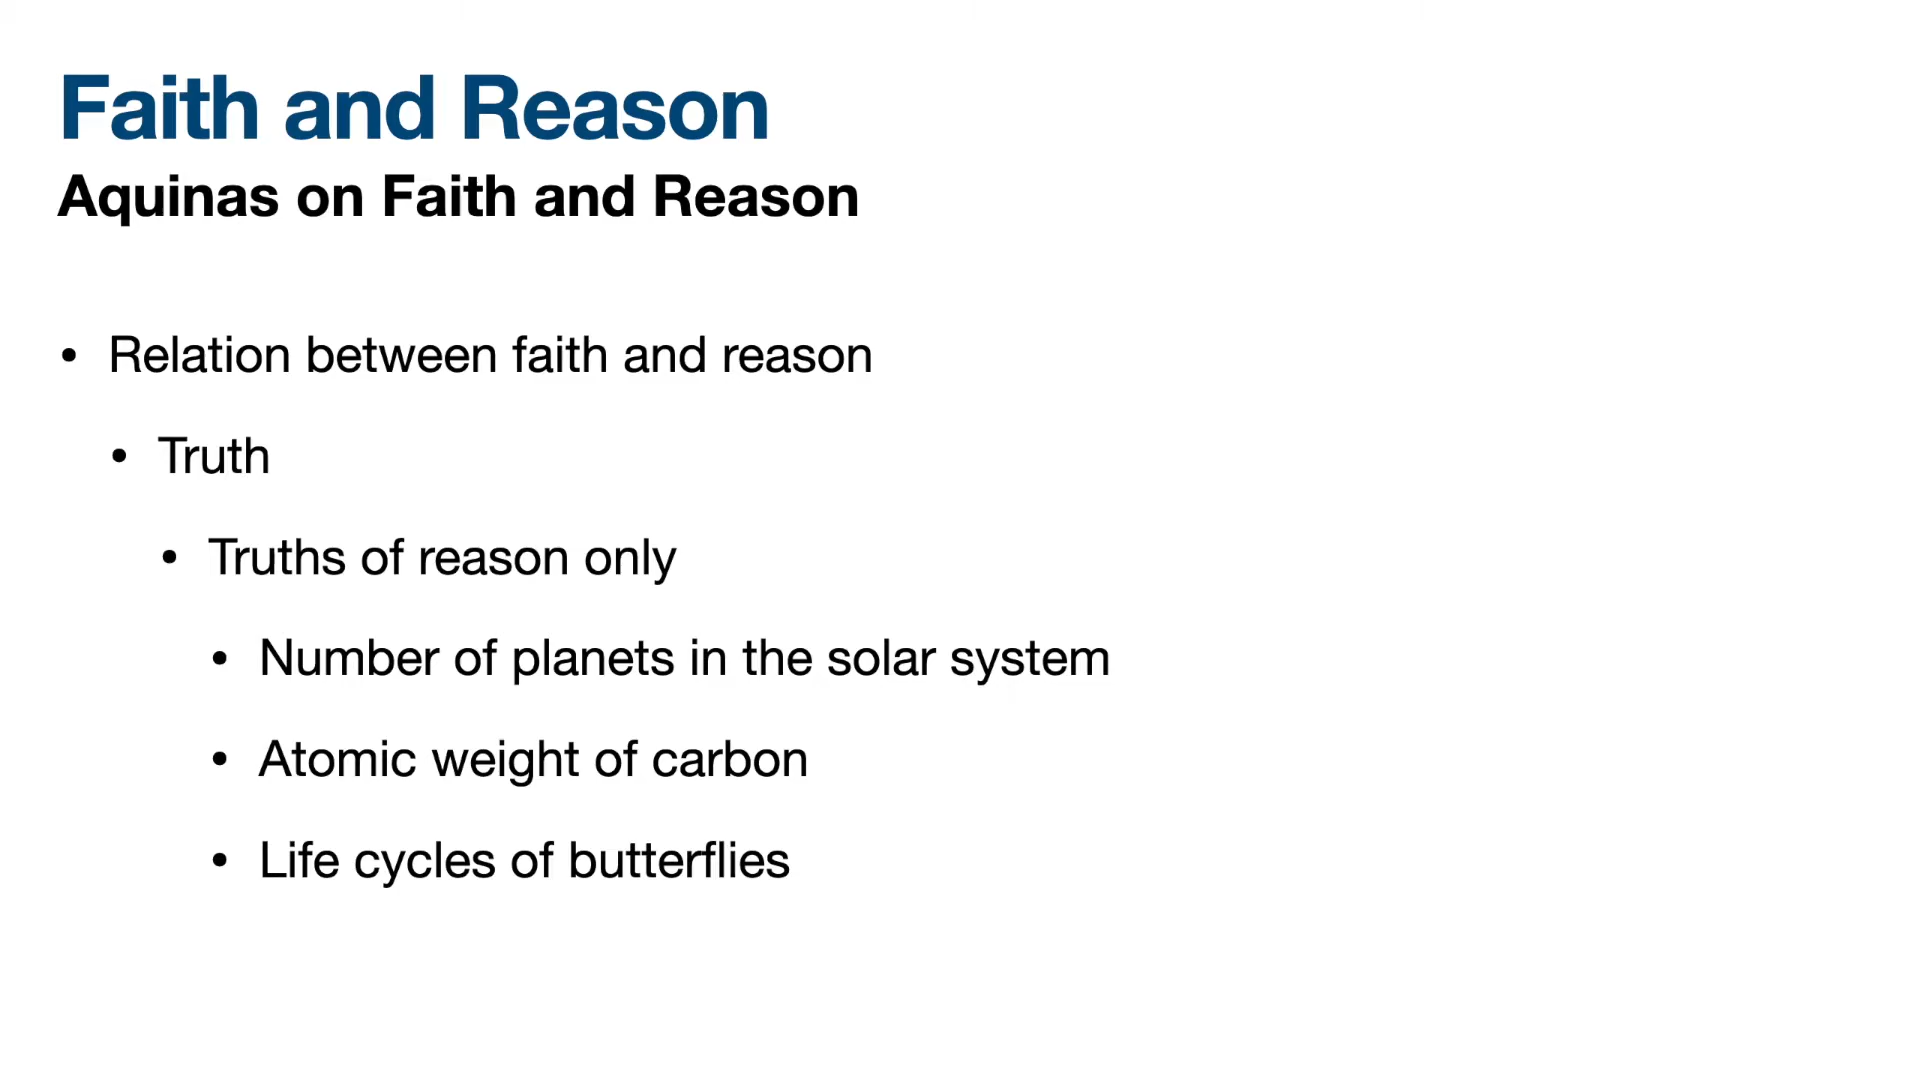 Faith and Reason
Aquinas on Faith and Reason
• Relation between faith and reason
• Truth
• Truths of reason only
• Number of planets in the solar system
• Atomic weight of carbon
• Life cycles of butterflies